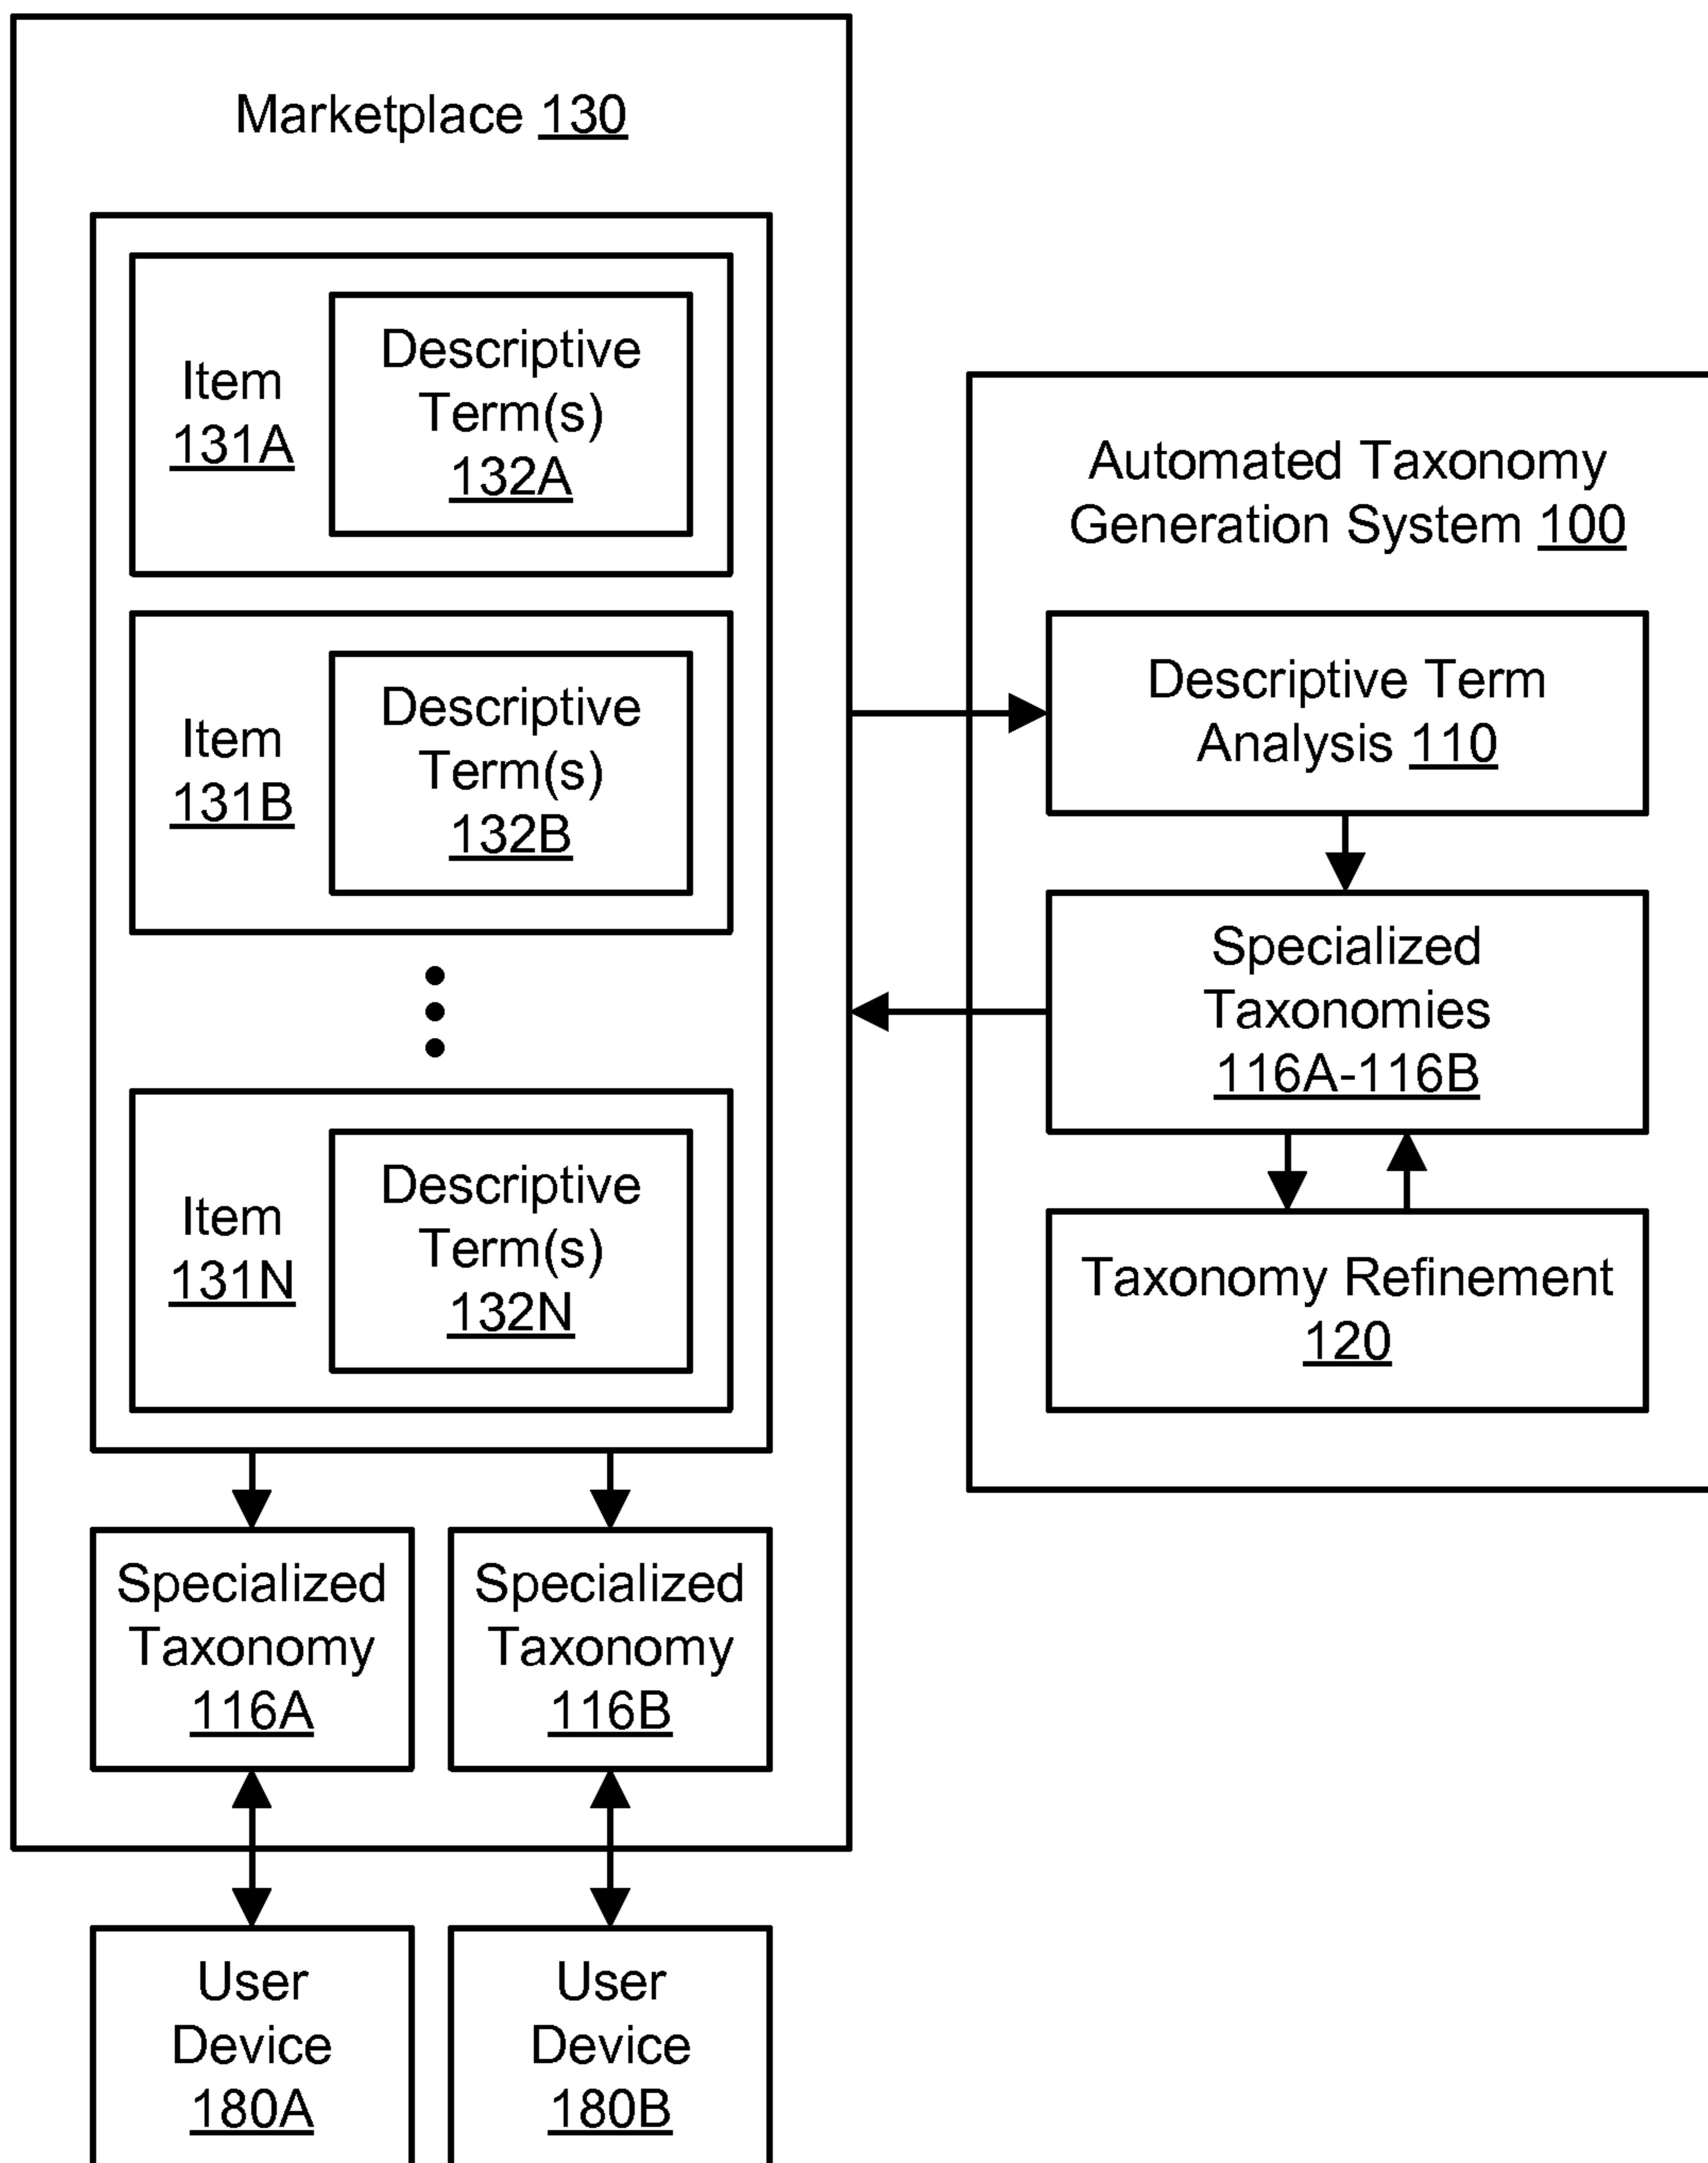 Marketplace 130
Item
131A
Descriptive
Term(s)
132A
Item
131B
Descriptive
Term(s)
132B
Item
131N
Descriptive
Term(s)
132N
Specialized
Taxonomy
116A
Specialized
Taxonomy
116B
User
Device
180A
User
Device
180B
Automated Taxonomy
Generation System 100
Descriptive Term
Analysis 110
Specialized
Taxonomies
116A-116B
Taxonomy Refinement
120